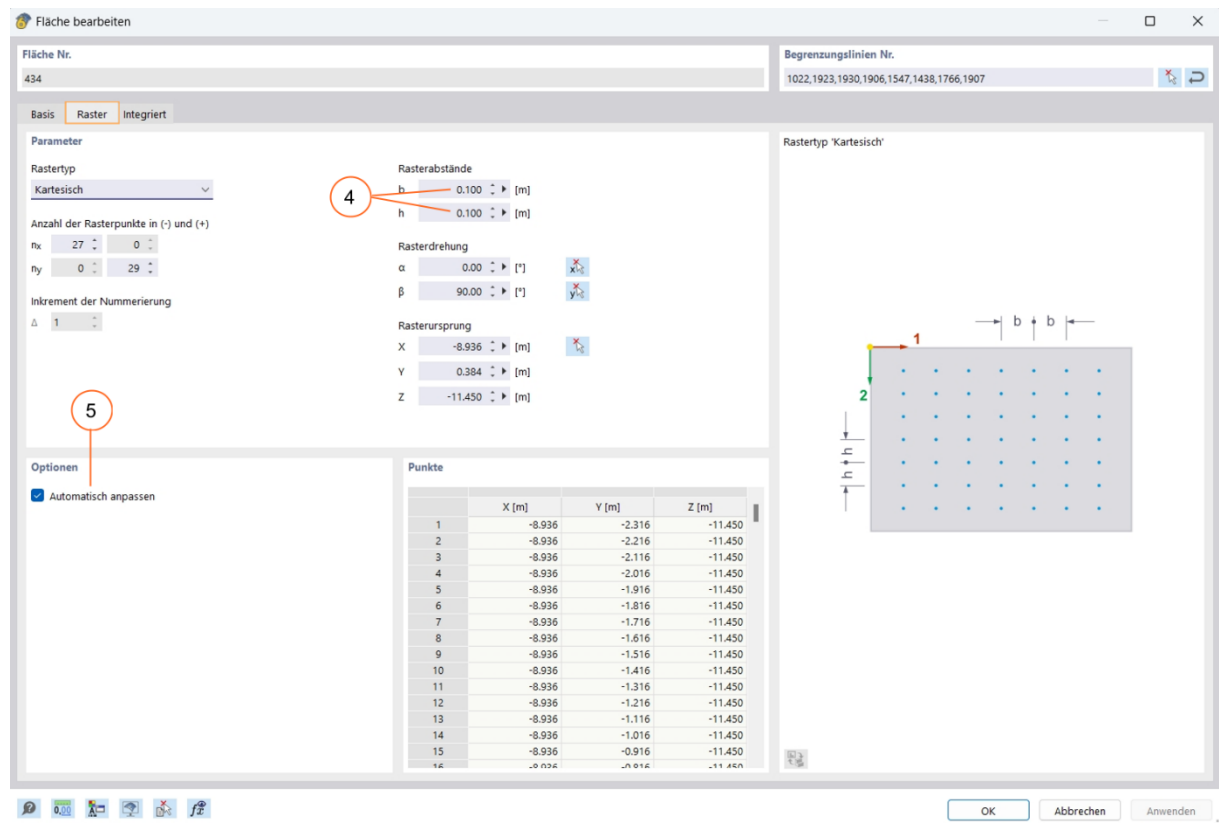 Fläche bearbeiten
Fläche Nr.
434
Begrenzungslinien Nr.
1022,1923,1930,1906,1547,1438,1766,1907
Basis Raster Integriert
Parameter
Rastertyp
Kartesisch
Anzahl der Rasterpunkte in (-) und (+)
nx 27 0
ny 0 29
Inkrement der Nummerierung
Δ 1
4
Rasterabstände
b 0.100 [m]
h 0.100 [m]
Rasterdrehung
α 0.00 [°]
β 90.00 [°]
Rasterursprung
X -8.936 [m]
Y 0.384 [m]
Z -11.450 [m]
5
Optionen
Automatisch anpassen
Punkte
X [m] Y [m] Z [m]
1 -8.936 -2.316 -11.450
2 -8.936 -2.216 -11.450
3 -8.936 -2.116 -11.450
4 -8.936 -2.016 -11.450
5 -8.936 -1.916 -11.450
6 -8.936 -1.816 -11.450
7 -8.936 -1.716 -11.450
8 -8.936 -1.616 -11.450
9 -8.936 -1.516 -11.450
10 -8.936 -1.416 -11.450
11 -8.936 -1.316 -11.450
12 -8.936 -1.216 -11.450
13 -8.936 -1.116 -11.450
14 -8.936 -1.016 -11.450
15 -8.936 -0.916 -11.450
16 -8.936 -0.816 -11.450
Rastertyp 'Kartesisch'
b b
1
2
h
h
OK Abbrechen Anwenden